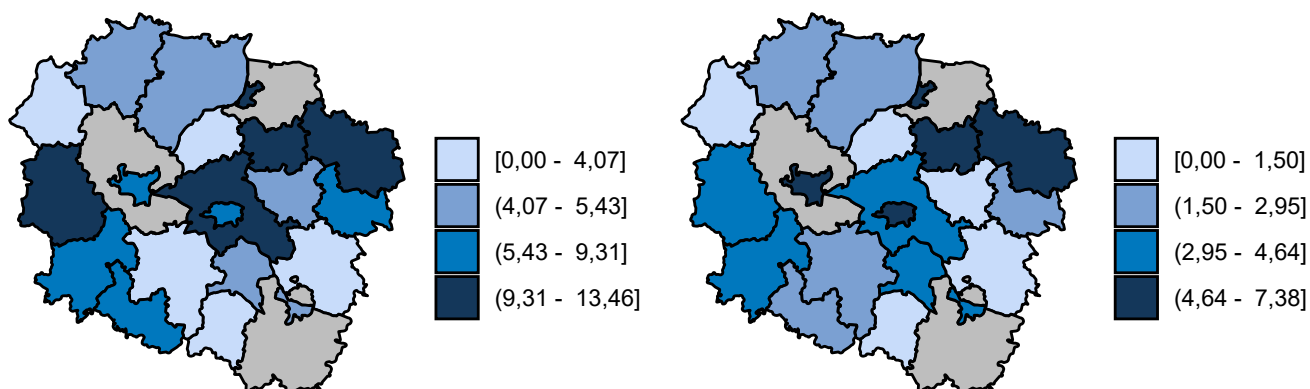 [0,00 - 4,07]
(4,07 - 5,43]
(5,43 - 9,31]
(9,31 - 13,46]
[0,00 - 1,50]
(1,50 - 2,95]
(2,95 - 4,64]
(4,64 - 7,38]